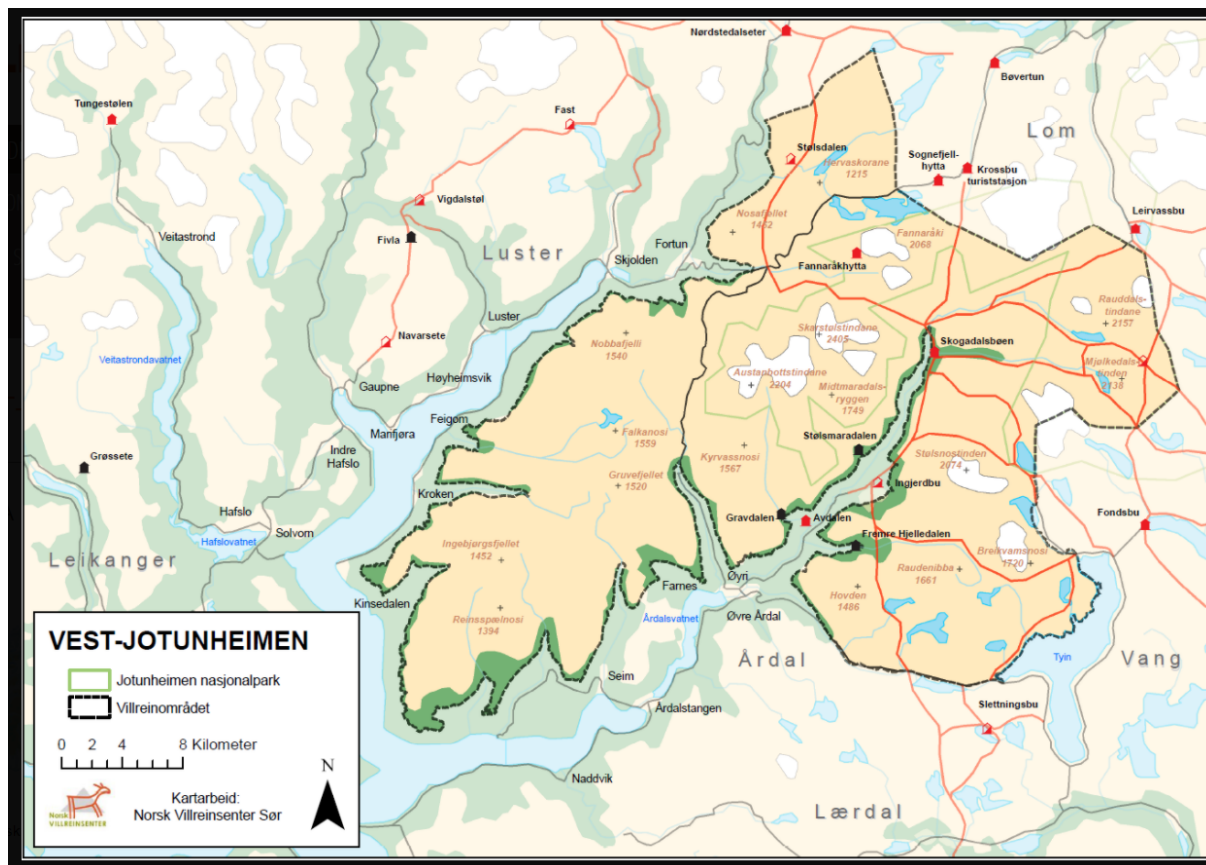 Nørdstedalseter
Bøvertun
Tungestølen
Fast
Lom
Stølsdalen
Hervaskorane
1215
Sognefjell-
hytta
Krossbu
turiststasjon
Vigdalstøl
Leirvassbu
Nosafjellet
Veitastrond
Fivla
Luster
Fortun
Skjolden
Fannaråki
2068
Fannaråkhytta
Rauddals-
tindane
2157
Luster
Skarstølstindane
2405
Navarsete
Nobbafjelli
1540
Skogadalsbøen
Veitastrondavatnet
Høyheimsvik
Austanbottstindane
2204
Mjølkedals-
tinden
2138
Gaupne
Midtmaradals-
ryggen
1749
Feigom
Marifjøra
Falkanosi
1559
Stølsmaradalen
Indre
Hafslo
Kyrvassnosi
1567
Stølsnostinden
2074
Grøssete
Gruvefjellet
1520
Ingjerdbu
Kroken
Hafslo
Gravdalen
Avdalen
Fondsbu
Solvorn
Hafslovatnet
Ingebjørgsfjellet
1452
Fremre Hjelledalen
Breikvamsnosi
1720
Leikanger
Raudenibba
1661
Øyri
Farnes
Hovden
1486
Kinsedalen
Øvre Årdal
Reinsspælnosi
1394
Årdalsvatnet
VEST-JOTUNHEIMEN
Årdal
Tyin
Vang
Jotunheimen nasjonalpark
Seim
Villreinområdet
Årdalstangen
Slettningsbu
0 2 4 8 Kilometer
Naddvik
N
Kartarbeid:
Norsk Villreinsenter Sør
Norsk
VILLREINSENTER
Lærdal